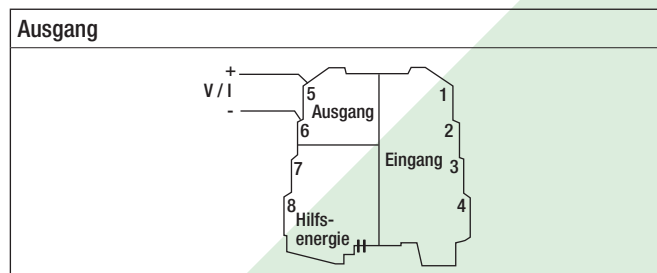 Ausgang
+
V / I
-
5
Ausgang
6
7
8
Hilfs-
energie
1
2
Eingang
3
4